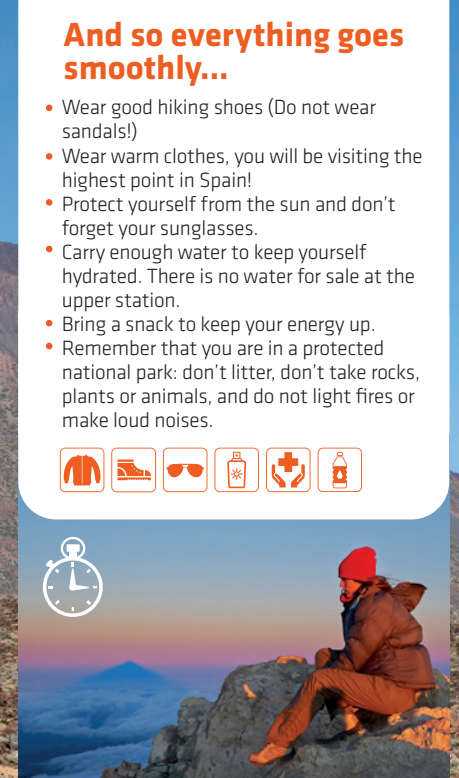 And so everything goes
smoothly...
• Wear good hiking shoes (Do not wear
sandals!)
• Wear warm clothes, you will be visiting the
highest point in Spain!
• Protect yourself from the sun and don't
forget your sunglasses.
• Carry enough water to keep yourself
hydrated. There is no water for sale at the
upper station.
• Bring a snack to keep your energy up.
• Remember that you are in a protected
national park: don't litter, don't take rocks,
plants or animals, and do not light fires or
make loud noises.